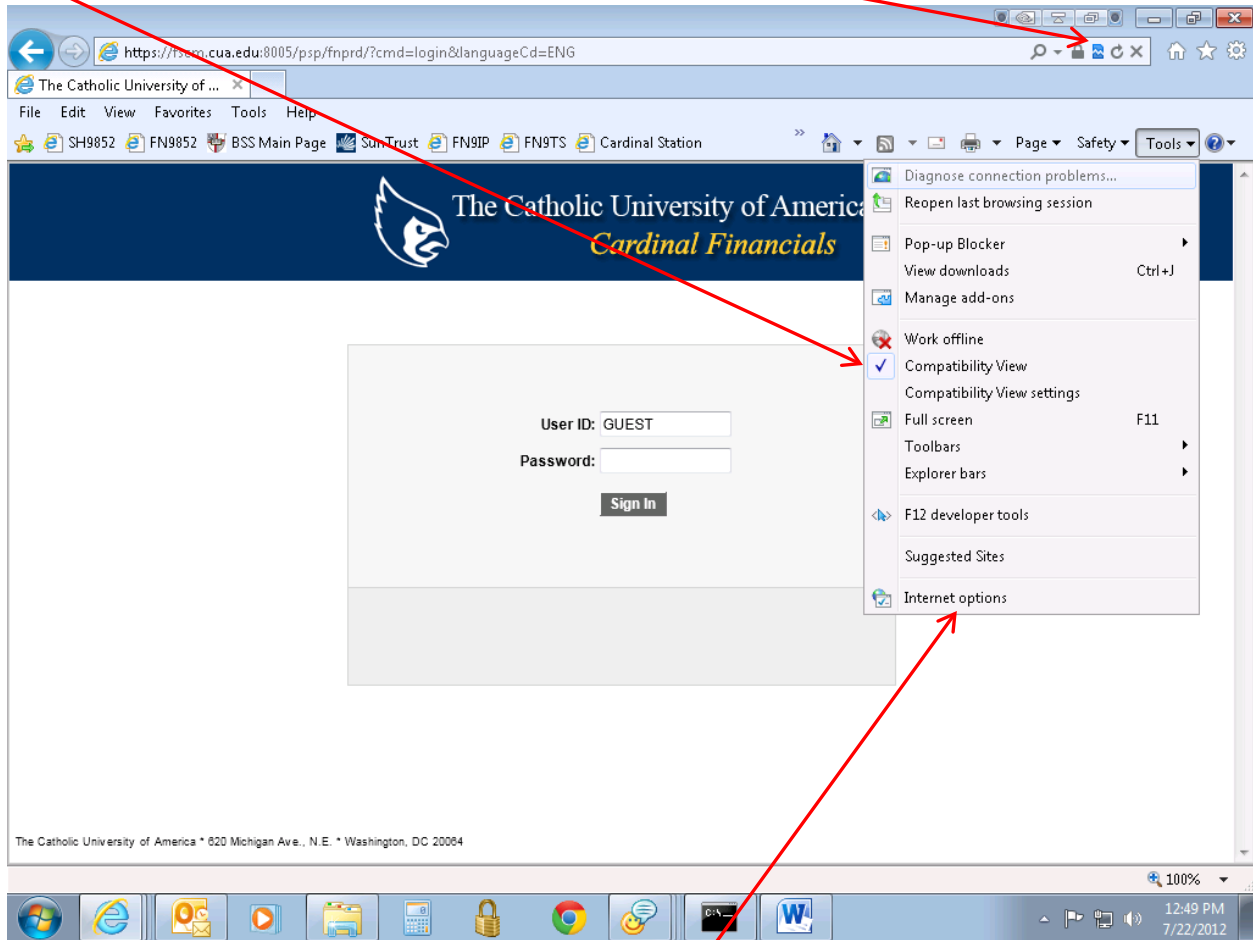 https://fscm.cua.edu:8005/psp/fnprd/?cmd=login&languageCd=ENG
The Catholic University of ...
File Edit View Favorites Tools Help
SH9852 FN9852 BSS Main Page SunTrust FN9IP FN9TS Cardinal Station » Page Safety Tools
The Catholic University of America
Cardinal Financials
Diagnose connection problems...
Reopen last browsing session
Pop-up Blocker
View downloads Ctrl+J
Manage add-ons
Work offline
Compatibility View
Compatibility View settings
Full screen F11
Toolbars
Explorer bars
F12 developer tools
Suggested Sites
Internet options
User ID: GUEST
Password:
Sign In
The Catholic University of America * 620 Michigan Ave., N.E. * Washington, DC 20064
100%
12:49 PM
7/22/2012